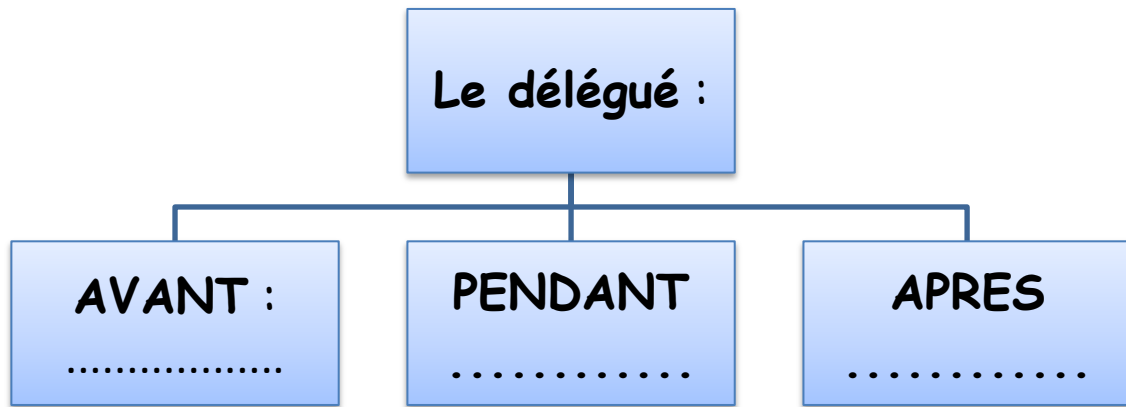 Le délégué :
AVANT :
..................
PENDANT
............
APRES
............